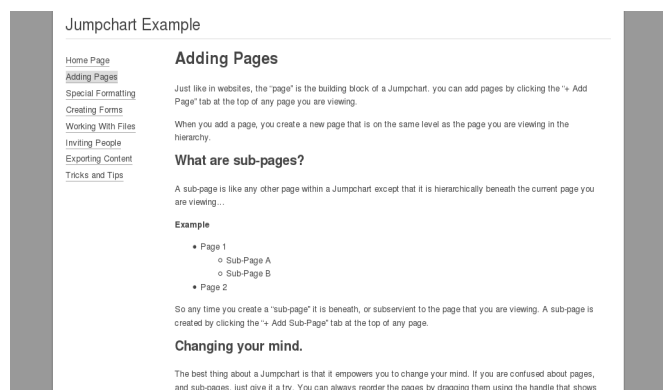 Jumpchart Example
Home Page
Adding Pages
Special Formatting
Creating Forms
Working With Files
Inviting People
Exporting Content
Tricks and Tips
Adding Pages
Just like in websites, the “page” is the building block of a Jumpchart. you can add pages by clicking the “+ Add
Page” tab at the top of any page you are viewing.
When you add a page, you create a new page that is on the same level as the page you are viewing in the
hierarchy.
What are sub-pages?
A sub-page is like any other page within a Jumpchart except that it is hierarchically beneath the current page you
are viewing…
Example
Page 1
Sub-Page A
Sub-Page B
Page 2
So any time you create a “sub-page” it is beneath, or subservient to the page that you are viewing. A sub-page is
created by clicking the “+ Add Sub-Page” tab at the top of any page.
Changing your mind.
The best thing about a Jumpchart is that it empowers you to change your mind. If you are confused about pages,
and sub-pages, just give it a try. You can always reorder the pages by dragging them using the handle that shows